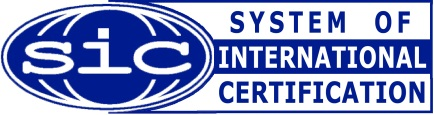 sic
SYSTEM OF
INTERNATIONAL
CERTIFICATION